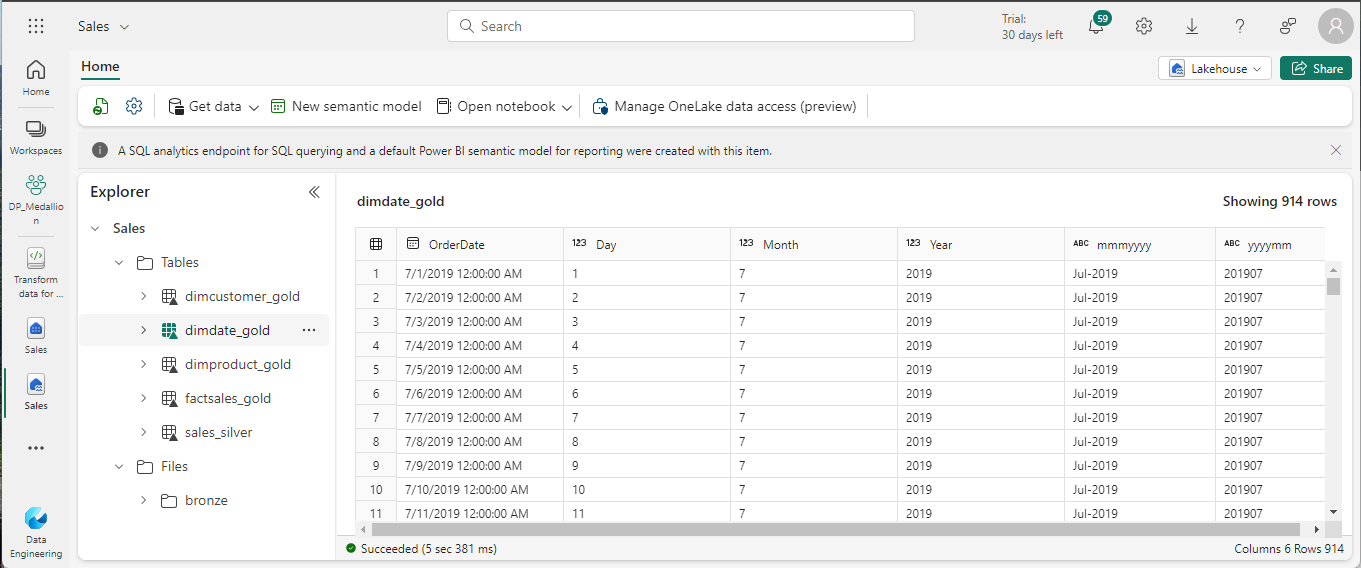 Sales
Search
Trial:
30 days left
59
Home
Workspaces
DP_Medallio
n
Transform
data for ...
Sales
Sales
Data
Engineering
Home
Lakehouse
Share
Get data
New semantic model
Open notebook
Manage OneLake data access (preview)
A SQL analytics endpoint for SQL querying and a default Power BI semantic model for reporting were created with this item.
Explorer
Sales
Tables
dimcustomer_gold
dimdate_gold
dimproduct_gold
factsales_gold
sales_silver
Files
bronze
dimdate_gold
Showing 914 rows
OrderDate 123 Day 123 Month 123 Year ABC mmmyyyy ABC yyyymm
1 7/1/2019 12:00:00 AM 1 7 2019 Jul-2019 201907
2 7/2/2019 12:00:00 AM 2 7 2019 Jul-2019 201907
3 7/3/2019 12:00:00 AM 3 7 2019 Jul-2019 201907
4 7/4/2019 12:00:00 AM 4 7 2019 Jul-2019 201907
5 7/5/2019 12:00:00 AM 5 7 2019 Jul-2019 201907
6 7/6/2019 12:00:00 AM 6 7 2019 Jul-2019 201907
7 7/7/2019 12:00:00 AM 7 7 2019 Jul-2019 201907
8 7/8/2019 12:00:00 AM 8 7 2019 Jul-2019 201907
9 7/9/2019 12:00:00 AM 9 7 2019 Jul-2019 201907
10 7/10/2019 12:00:00 AM 10 7 2019 Jul-2019 201907
11 7/11/2019 12:00:00 AM 11 7 2019 Jul-2019 201907
Succeeded (5 sec 381 ms)
Columns 6 Rows 914